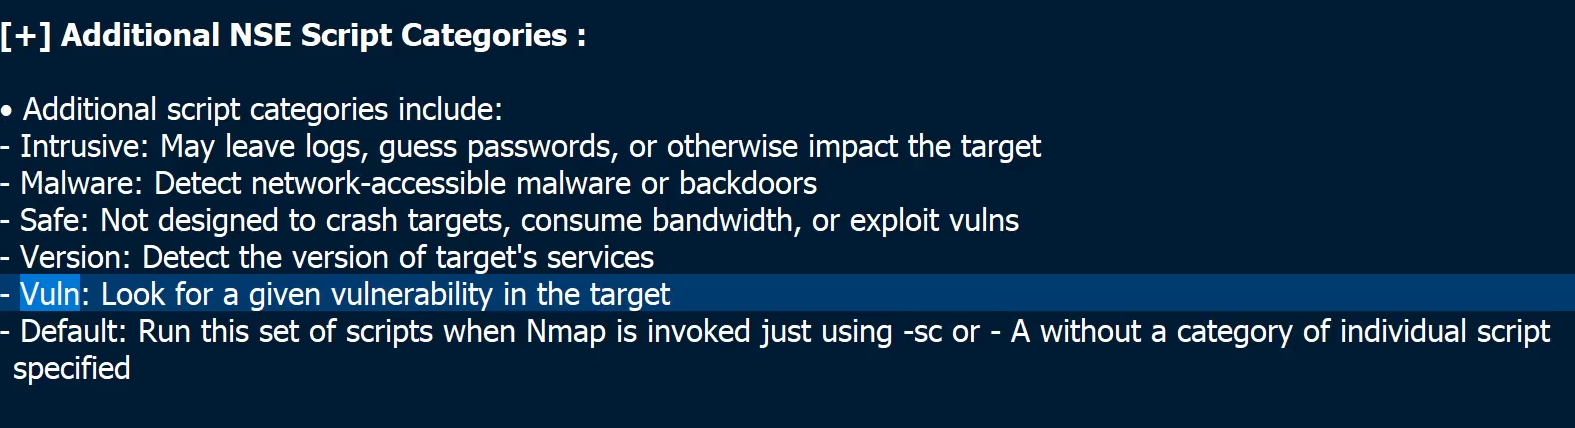 [+] Additional NSE Script Categories :
• Additional script categories include:
- Intrusive: May leave logs, guess passwords, or otherwise impact the target
- Malware: Detect network-accessible malware or backdoors
- Safe: Not designed to crash targets, consume bandwidth, or exploit vulns
- Version: Detect the version of target's services
- Vuln: Look for a given vulnerability in the target
- Default: Run this set of scripts when Nmap is invoked just using -sc or - A without a category of individual script
specified